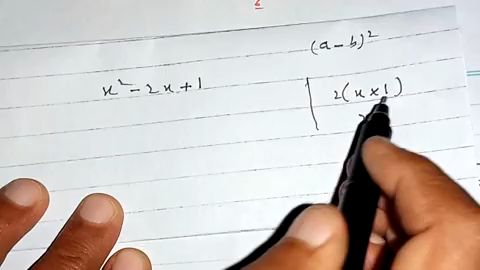 (a-b)²
x²-2x+1
2(x×1)